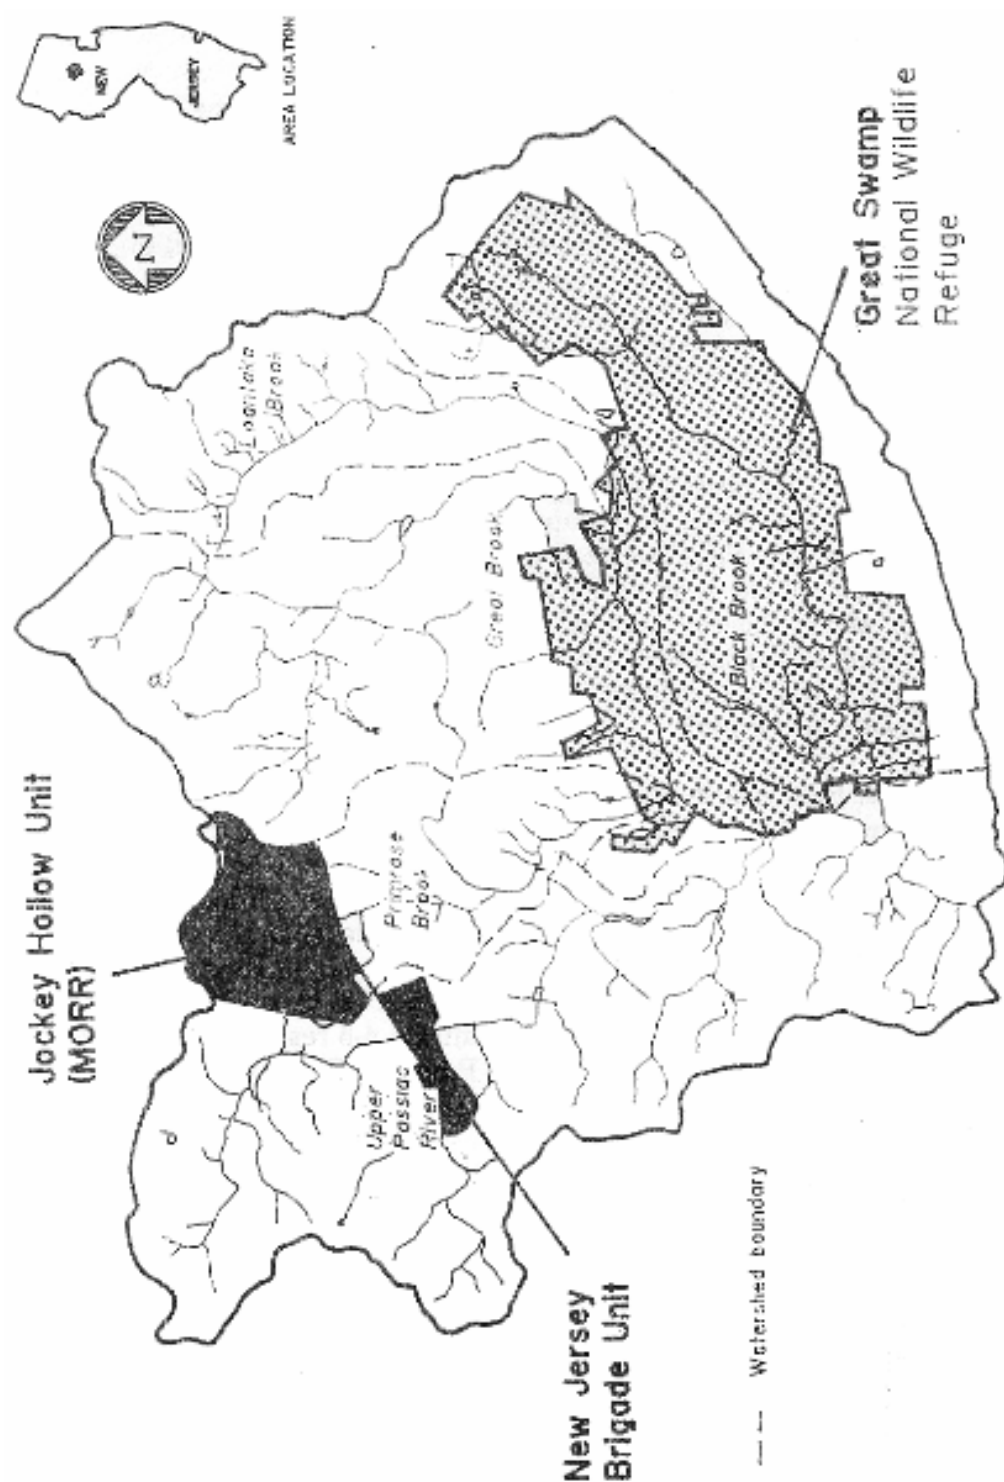 Jockey Hollow Unit
(MORR)
N
NEW
JERSEY
AREA LOCATION
Loantaka
Brook
Great Brook
Primrose
Brook
Upper
Passiac
River
Black Brook
Great Swamp
National Wildlife
Refuge
New Jersey
Brigade Unit
Watershed boundary